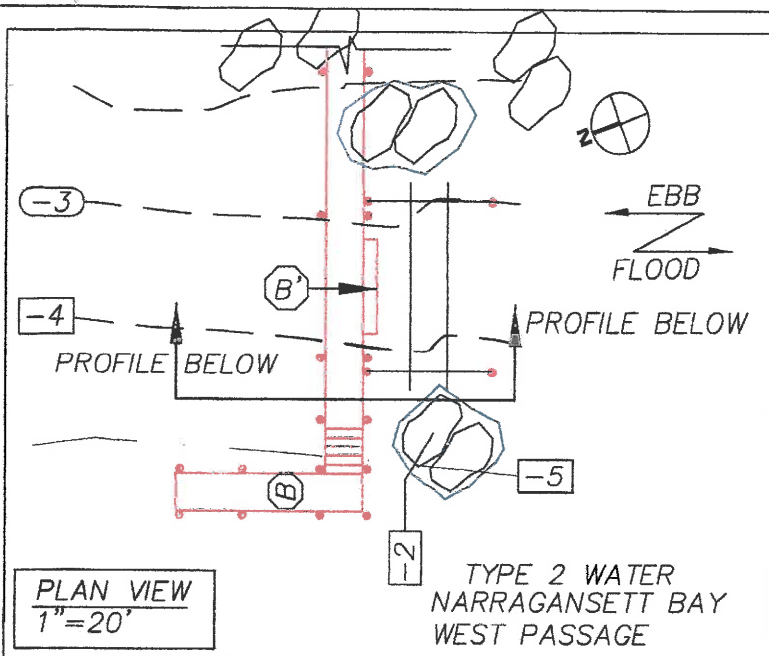 N
-3
EBB
FLOOD
B'
-4
PROFILE BELOW
PROFILE BELOW
B
-5
-2
PLAN VIEW
1"=20'
TYPE 2 WATER
NARRAGANSETT BAY
WEST PASSAGE